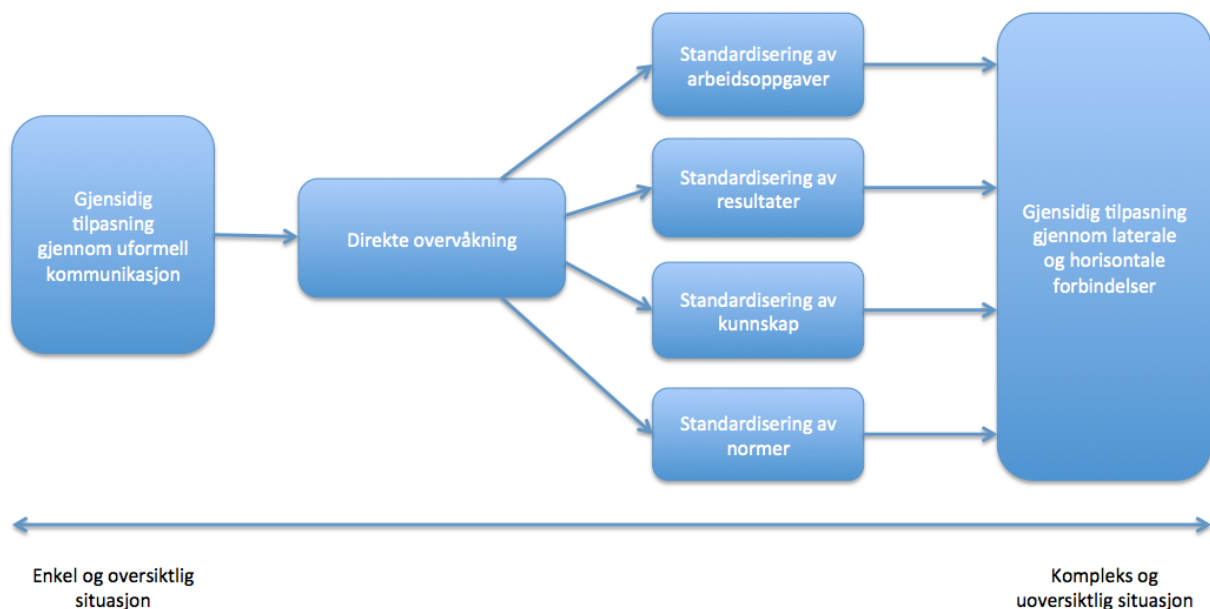 Gjensidig
tilpasning
gjennom uformell
kommunikasjon
Direkte overvåkning
Standardisering av
arbeidsoppgaver
Standardisering av
resultater
Standardisering av
kunnskap
Standardisering av
normer
Gjensidig tilpasning
gjennom laterale
og horisontale
forbindelser
Enkel og oversiktlig
situasjon
Kompleks og
uoversiktlig situasjon